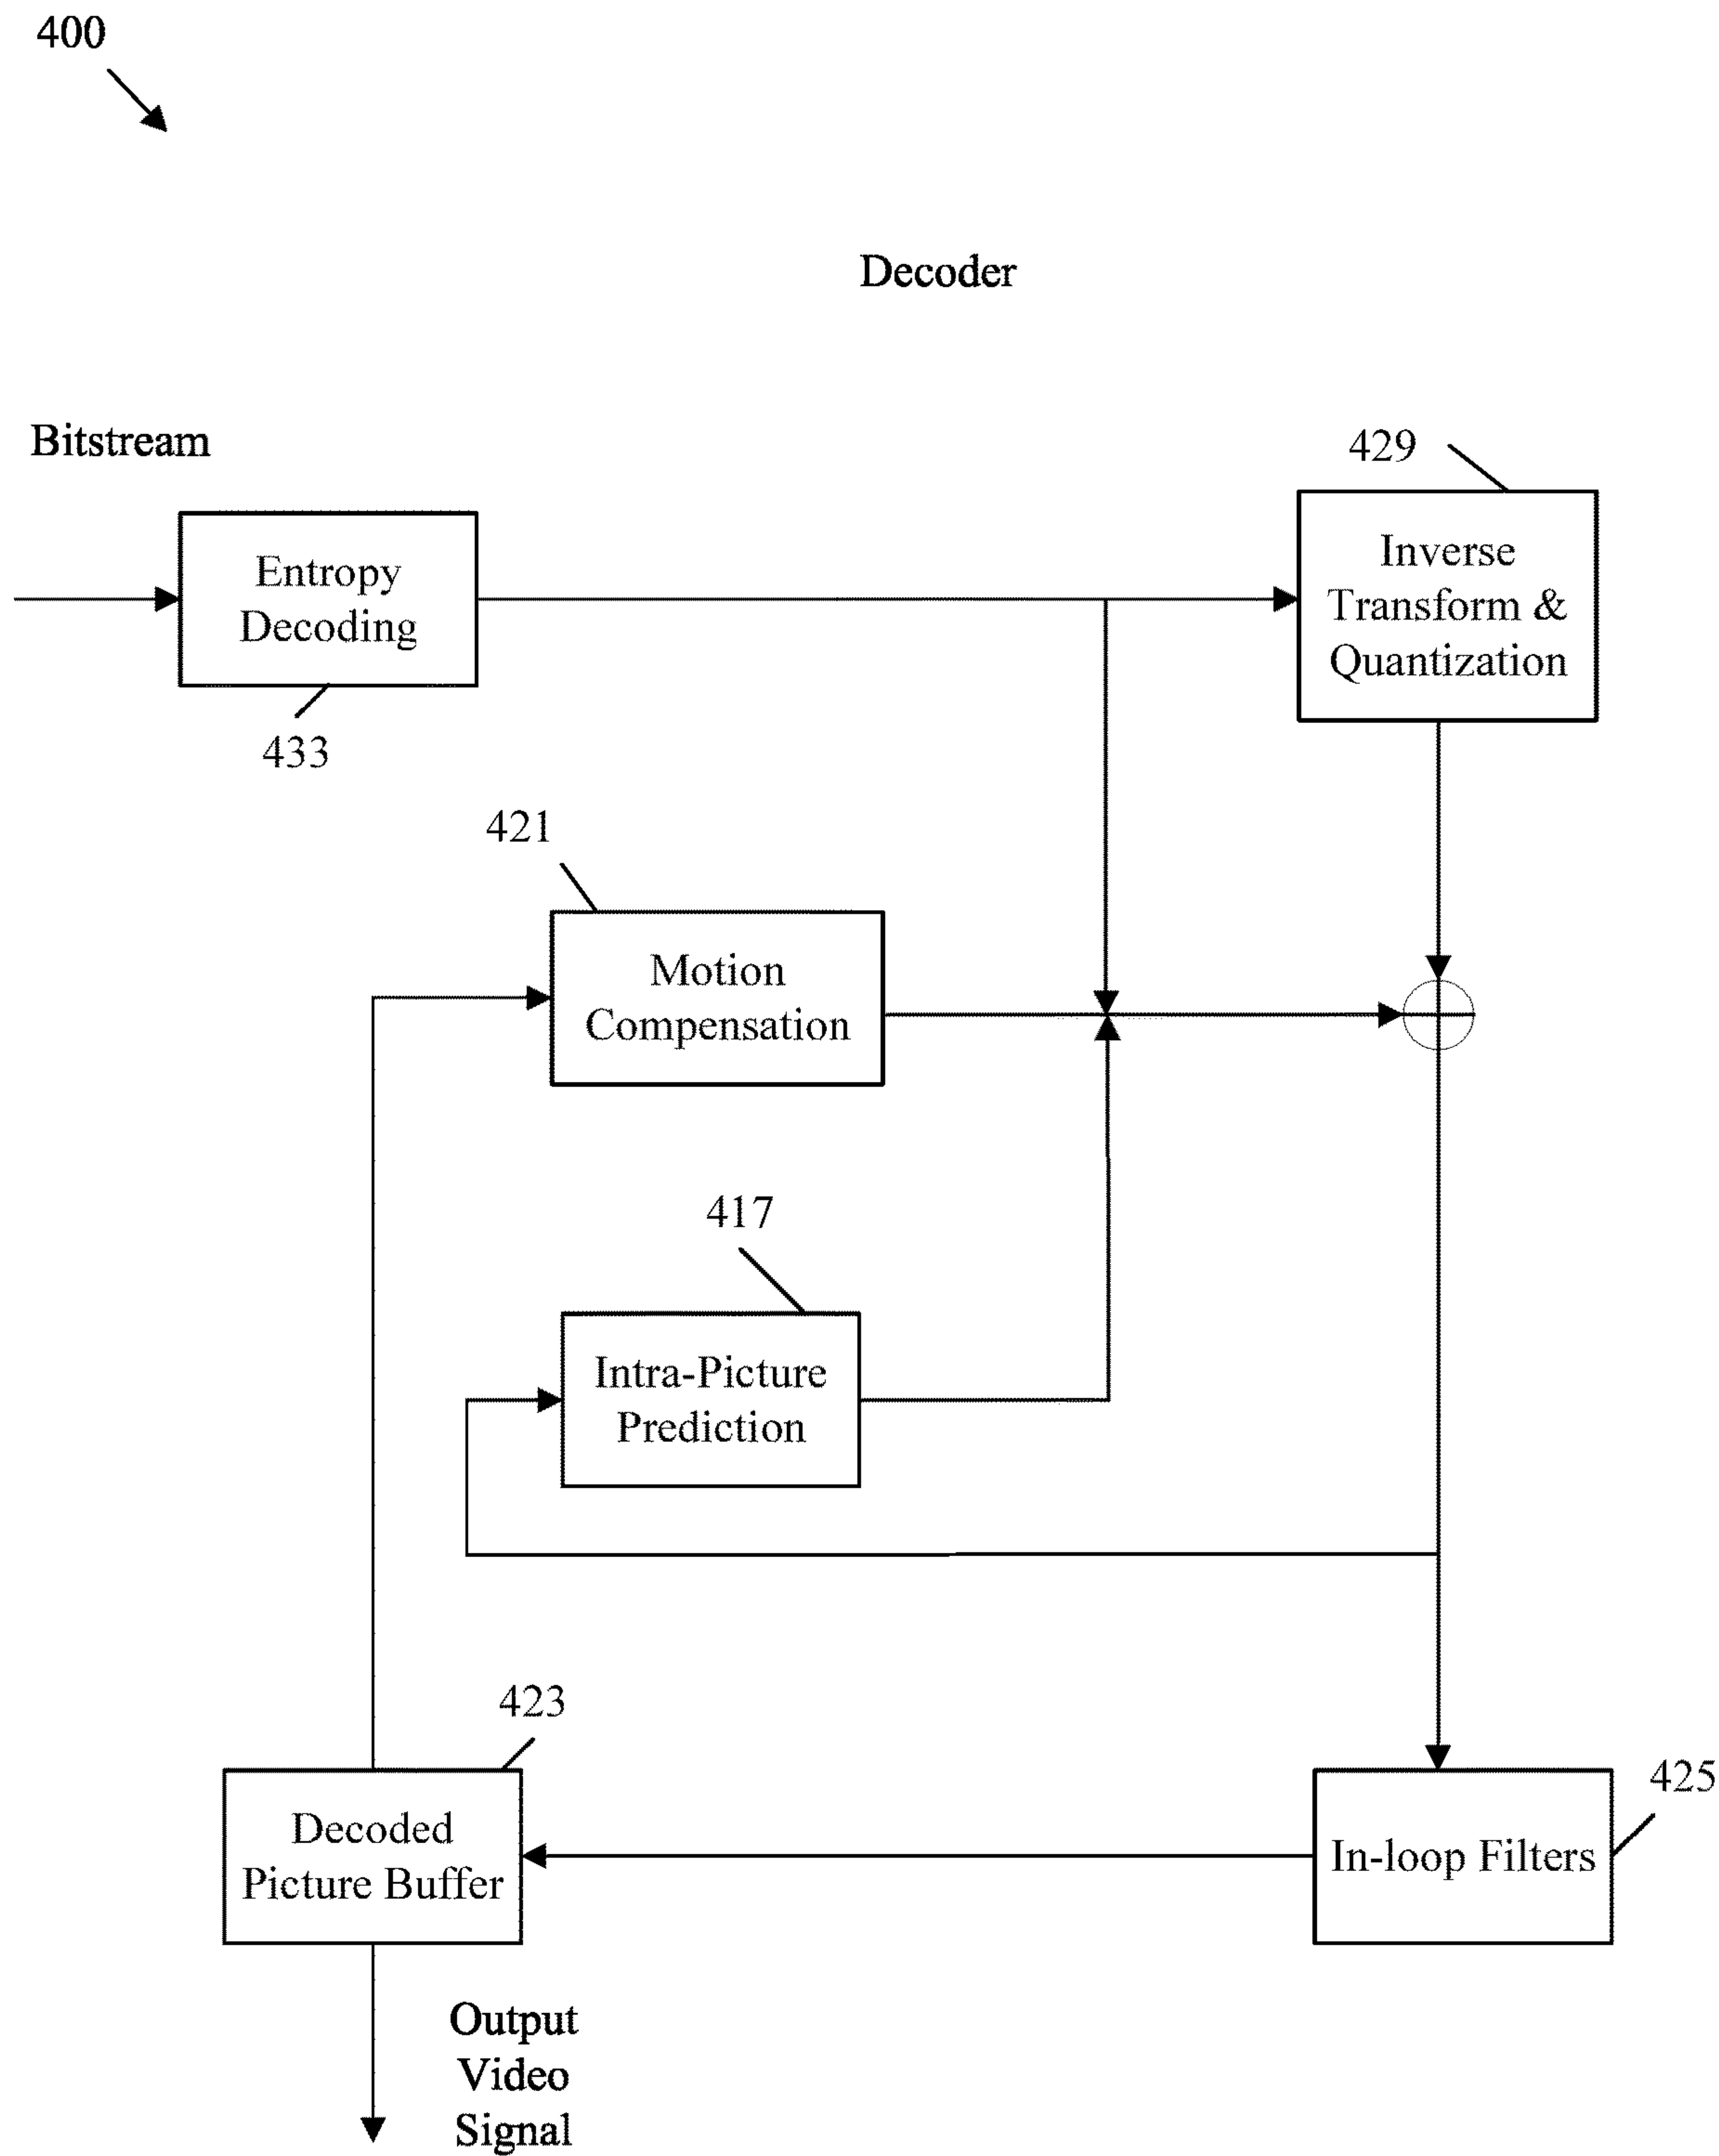 400
Decoder
Bitstream
429
Entropy
Decoding
Inverse
Transform &
Quantization
433
421
Motion
Compensation
417
Intra-Picture
Prediction
423
425
Decoded
Picture Buffer
In-loop Filters
Output
Video
Signal